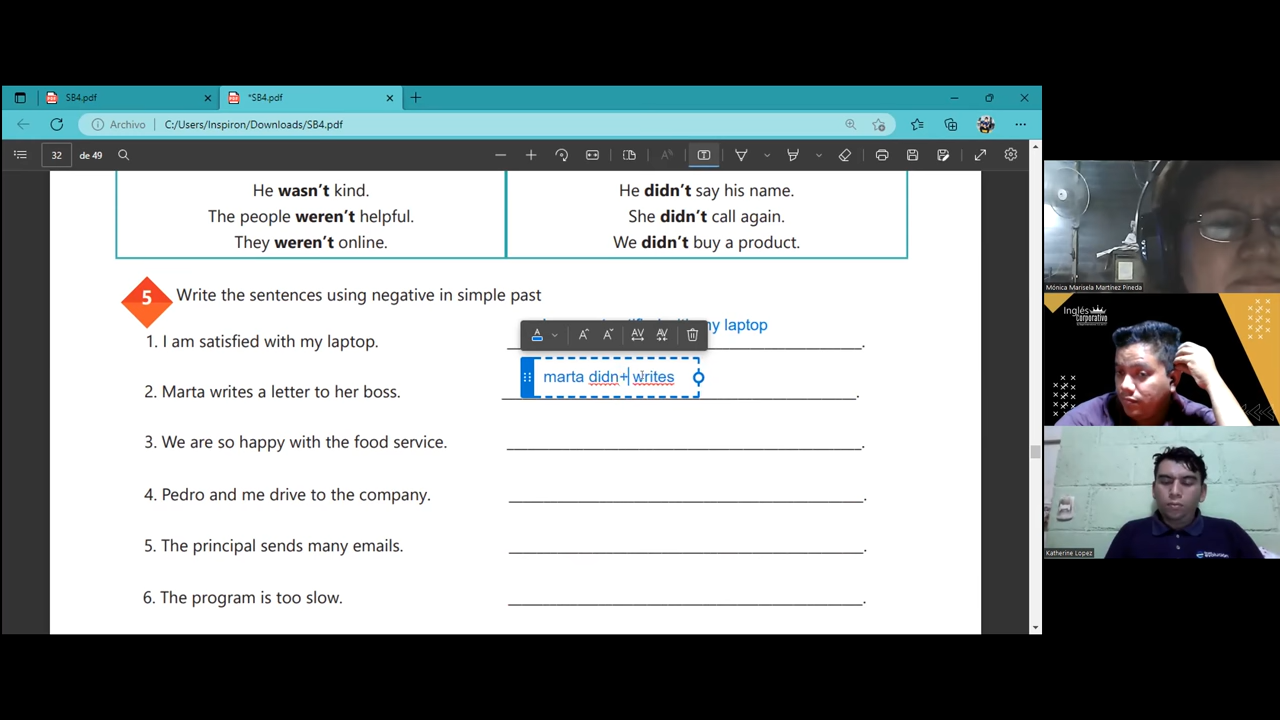 SB4.pdf
*SB4.pdf
Archivo
C:/Users/Inspiron/Downloads/SB4.pdf
32 de 49
He wasn't kind.
The people weren't helpful.
They weren't online.
He didn't say his name.
She didn't call again.
We didn't buy a product.
5
Write the sentences using negative in simple past
1. I am satisfied with my laptop.
my laptop
2. Marta writes a letter to her boss.
marta didn+ writes
3. We are so happy with the food service.
4. Pedro and me drive to the company.
5. The principal sends many emails.
6. The program is too slow.
Mónica Marisela Martínez Pineda
Inglés
Corporativo
Katherine Lopez